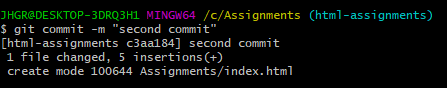 JHGR@DESKTOP-3DRQ3H1 MINGW64 /c/Assignments (html-assignments)
$ git commit -m "second commit"
[html-assignments c3aa184] second commit
1 file changed, 5 insertions(+)
create mode 100644 Assignments/index.html